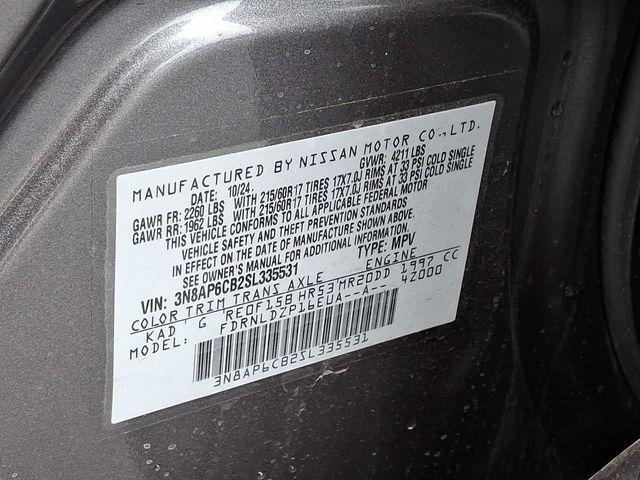 MANUFACTURED BY NISSAN MOTOR CO., LTD.
DATE: 10/24 GVWR: 4211 LBS
GAWR FR: 2260 LBS WITH 215/60R17 TIRES 17X7.0J RIMS AT 33 PSI COLD SINGLE
GAWR RR: 1962 LBS WITH 215/60R17 TIRES 17X7.0J RIMS AT 33 PSI COLD SINGLE
THIS VEHICLE CONFORMS TO ALL APPLICABLE FEDERAL MOTOR
VEHICLE SAFETY AND THEFT PREVENTION STANDARDS
IN EFFECT ON THE DATE OF MANUFACTURE SHOWN ABOVE.
SEE OWNER'S MANUAL FOR ADDITIONAL INFORMATION.
VIN: 3N8AP6CB2SL335531 TYPE: MPV
COLOR TRIM TRANS AXLE ENGINE
KAD G RE0F15B HR53 MR20DD 1997 CC
MODEL: FDRNLDZP162UA--A-- 42000
3N8AP6CB2SL335531